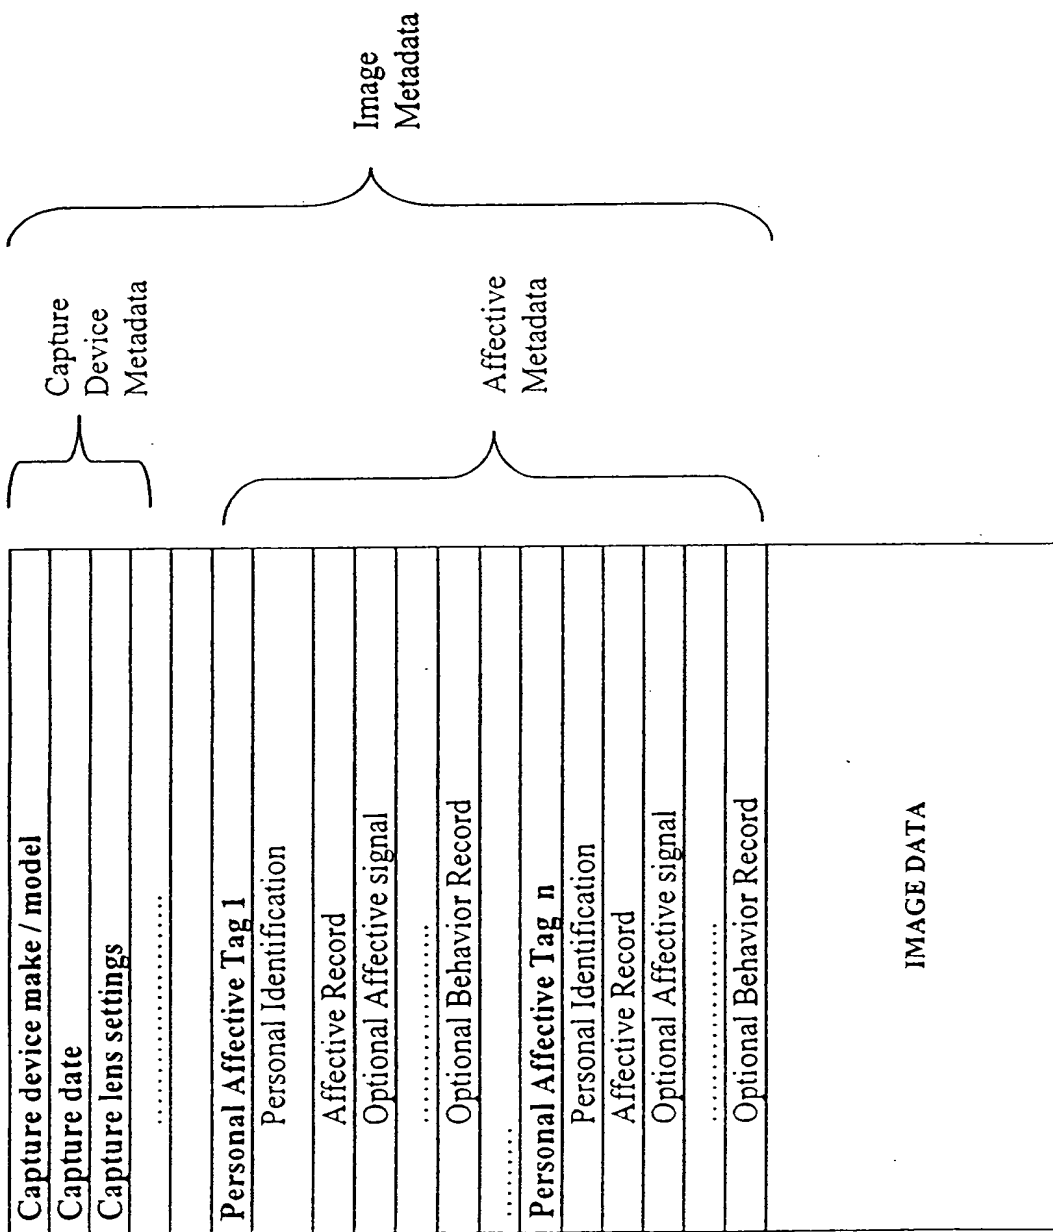 Capture device make / model
Capture date
Capture lens settings
........................
Personal Affective Tag 1
Personal Identification
Affective Record
Optional Affective signal
........................
Optional Behavior Record
.........
Personal Affective Tag n
Personal Identification
Affective Record
Optional Affective signal
........................
Optional Behavior Record
IMAGE DATA
Capture
Device
Metadata
Affective
Metadata
Image
Metadata